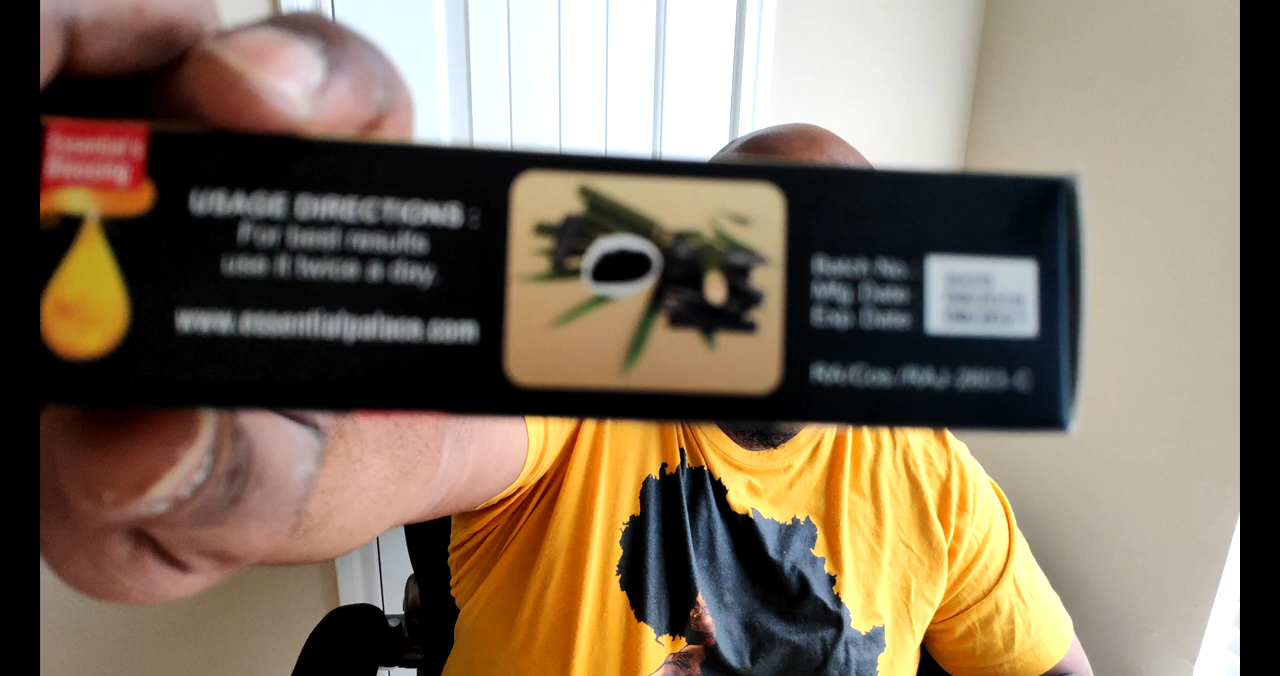 Essential's
Blessing
USAGE DIRECTIONS :
For best results
use it twice a day.
www.essentialpalace.com
Batch No.
Mfg. Date
Exp. Date